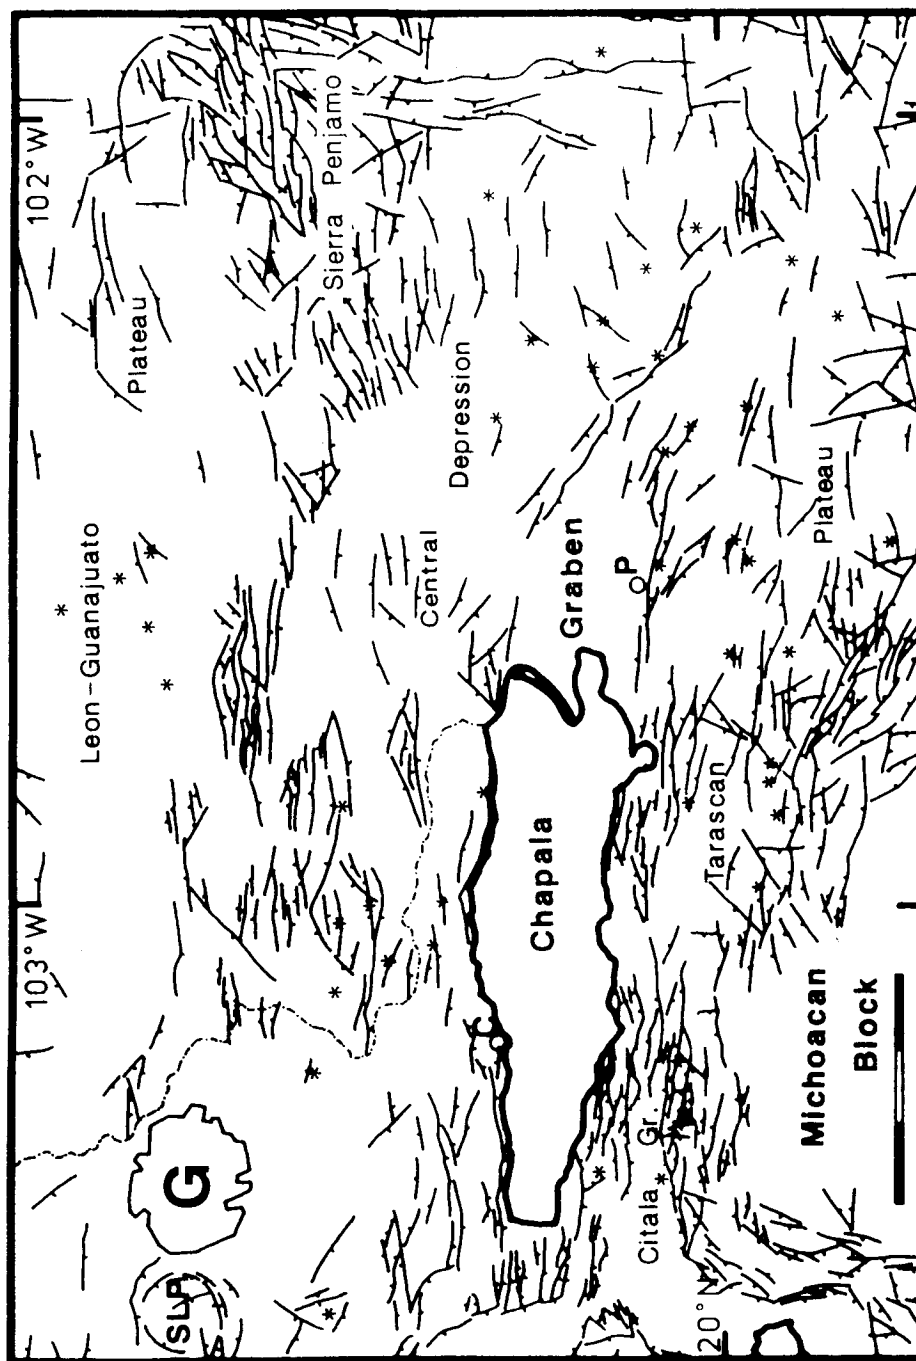 103°W
102°W
Leon-Guanajuato
Plateau
G
SLP
A
Sierra Penjamo
Central
Depression
C
Chapala
Graben
P
Citala Gr.
Tarascan
Plateau
20°N
Michoacan
Block